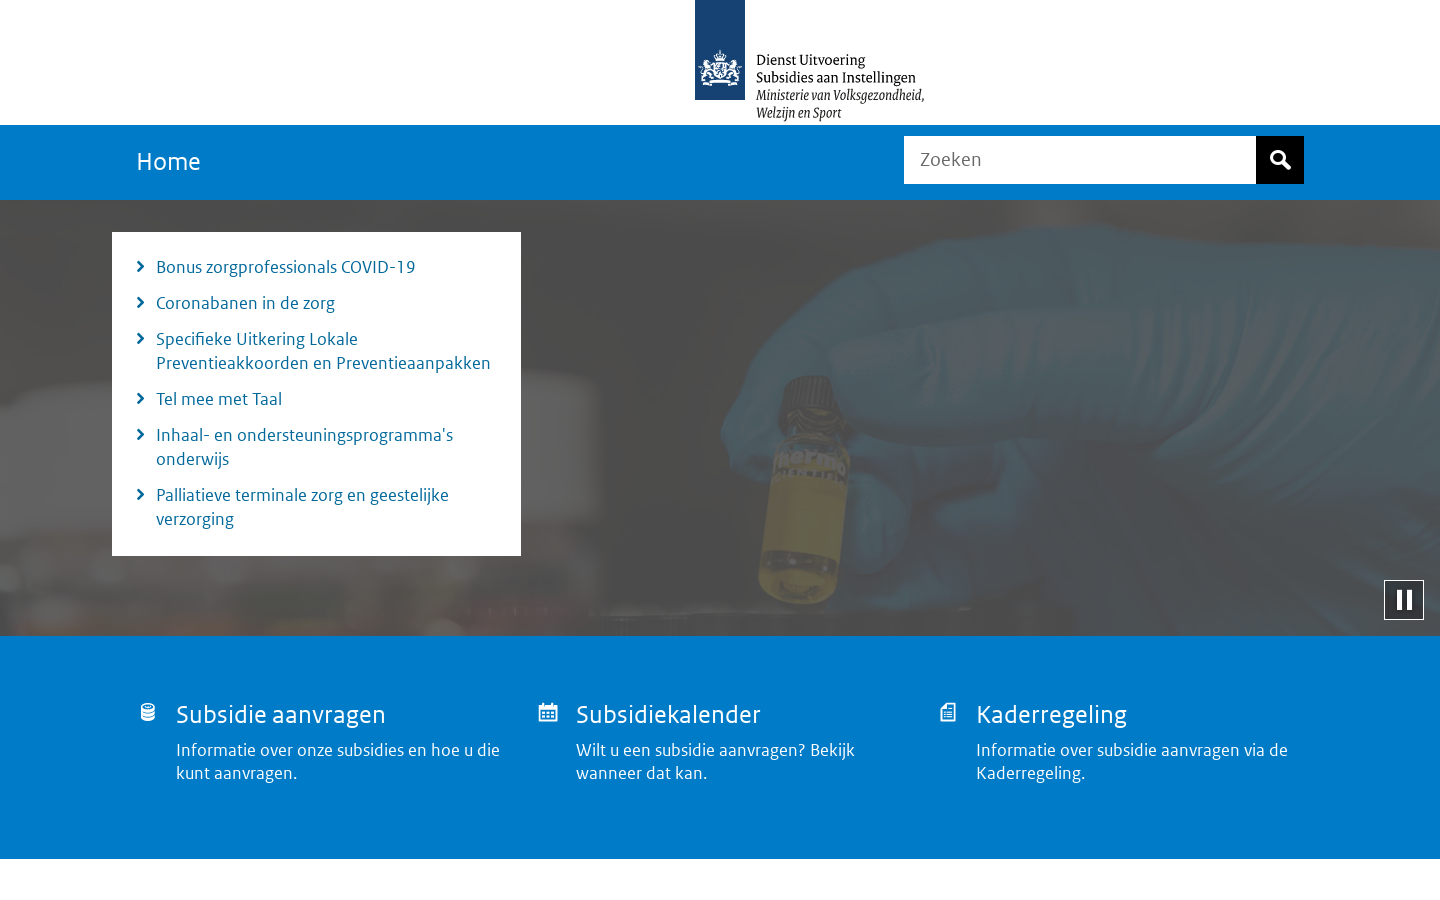 Dienst Uitvoering
Subsidies aan Instellingen
Ministerie van Volksgezondheid,
Welzijn en Sport
Home
Zoeken
Bonus zorgprofessionals COVID-19
Coronabanen in de zorg
Specifieke Uitkering Lokale
Preventieakkoorden en Preventieaanpakken
Tel mee met Taal
Inhaal- en ondersteuningsprogramma's
onderwijs
Palliatieve terminale zorg en geestelijke
verzorging
Subsidie aanvragen
Informatie over onze subsidies en hoe u die
kunt aanvragen.
Subsidiekalender
Wilt u een subsidie aanvragen? Bekijk
wanneer dat kan.
Kaderregeling
Informatie over subsidie aanvragen via de
Kaderregeling.